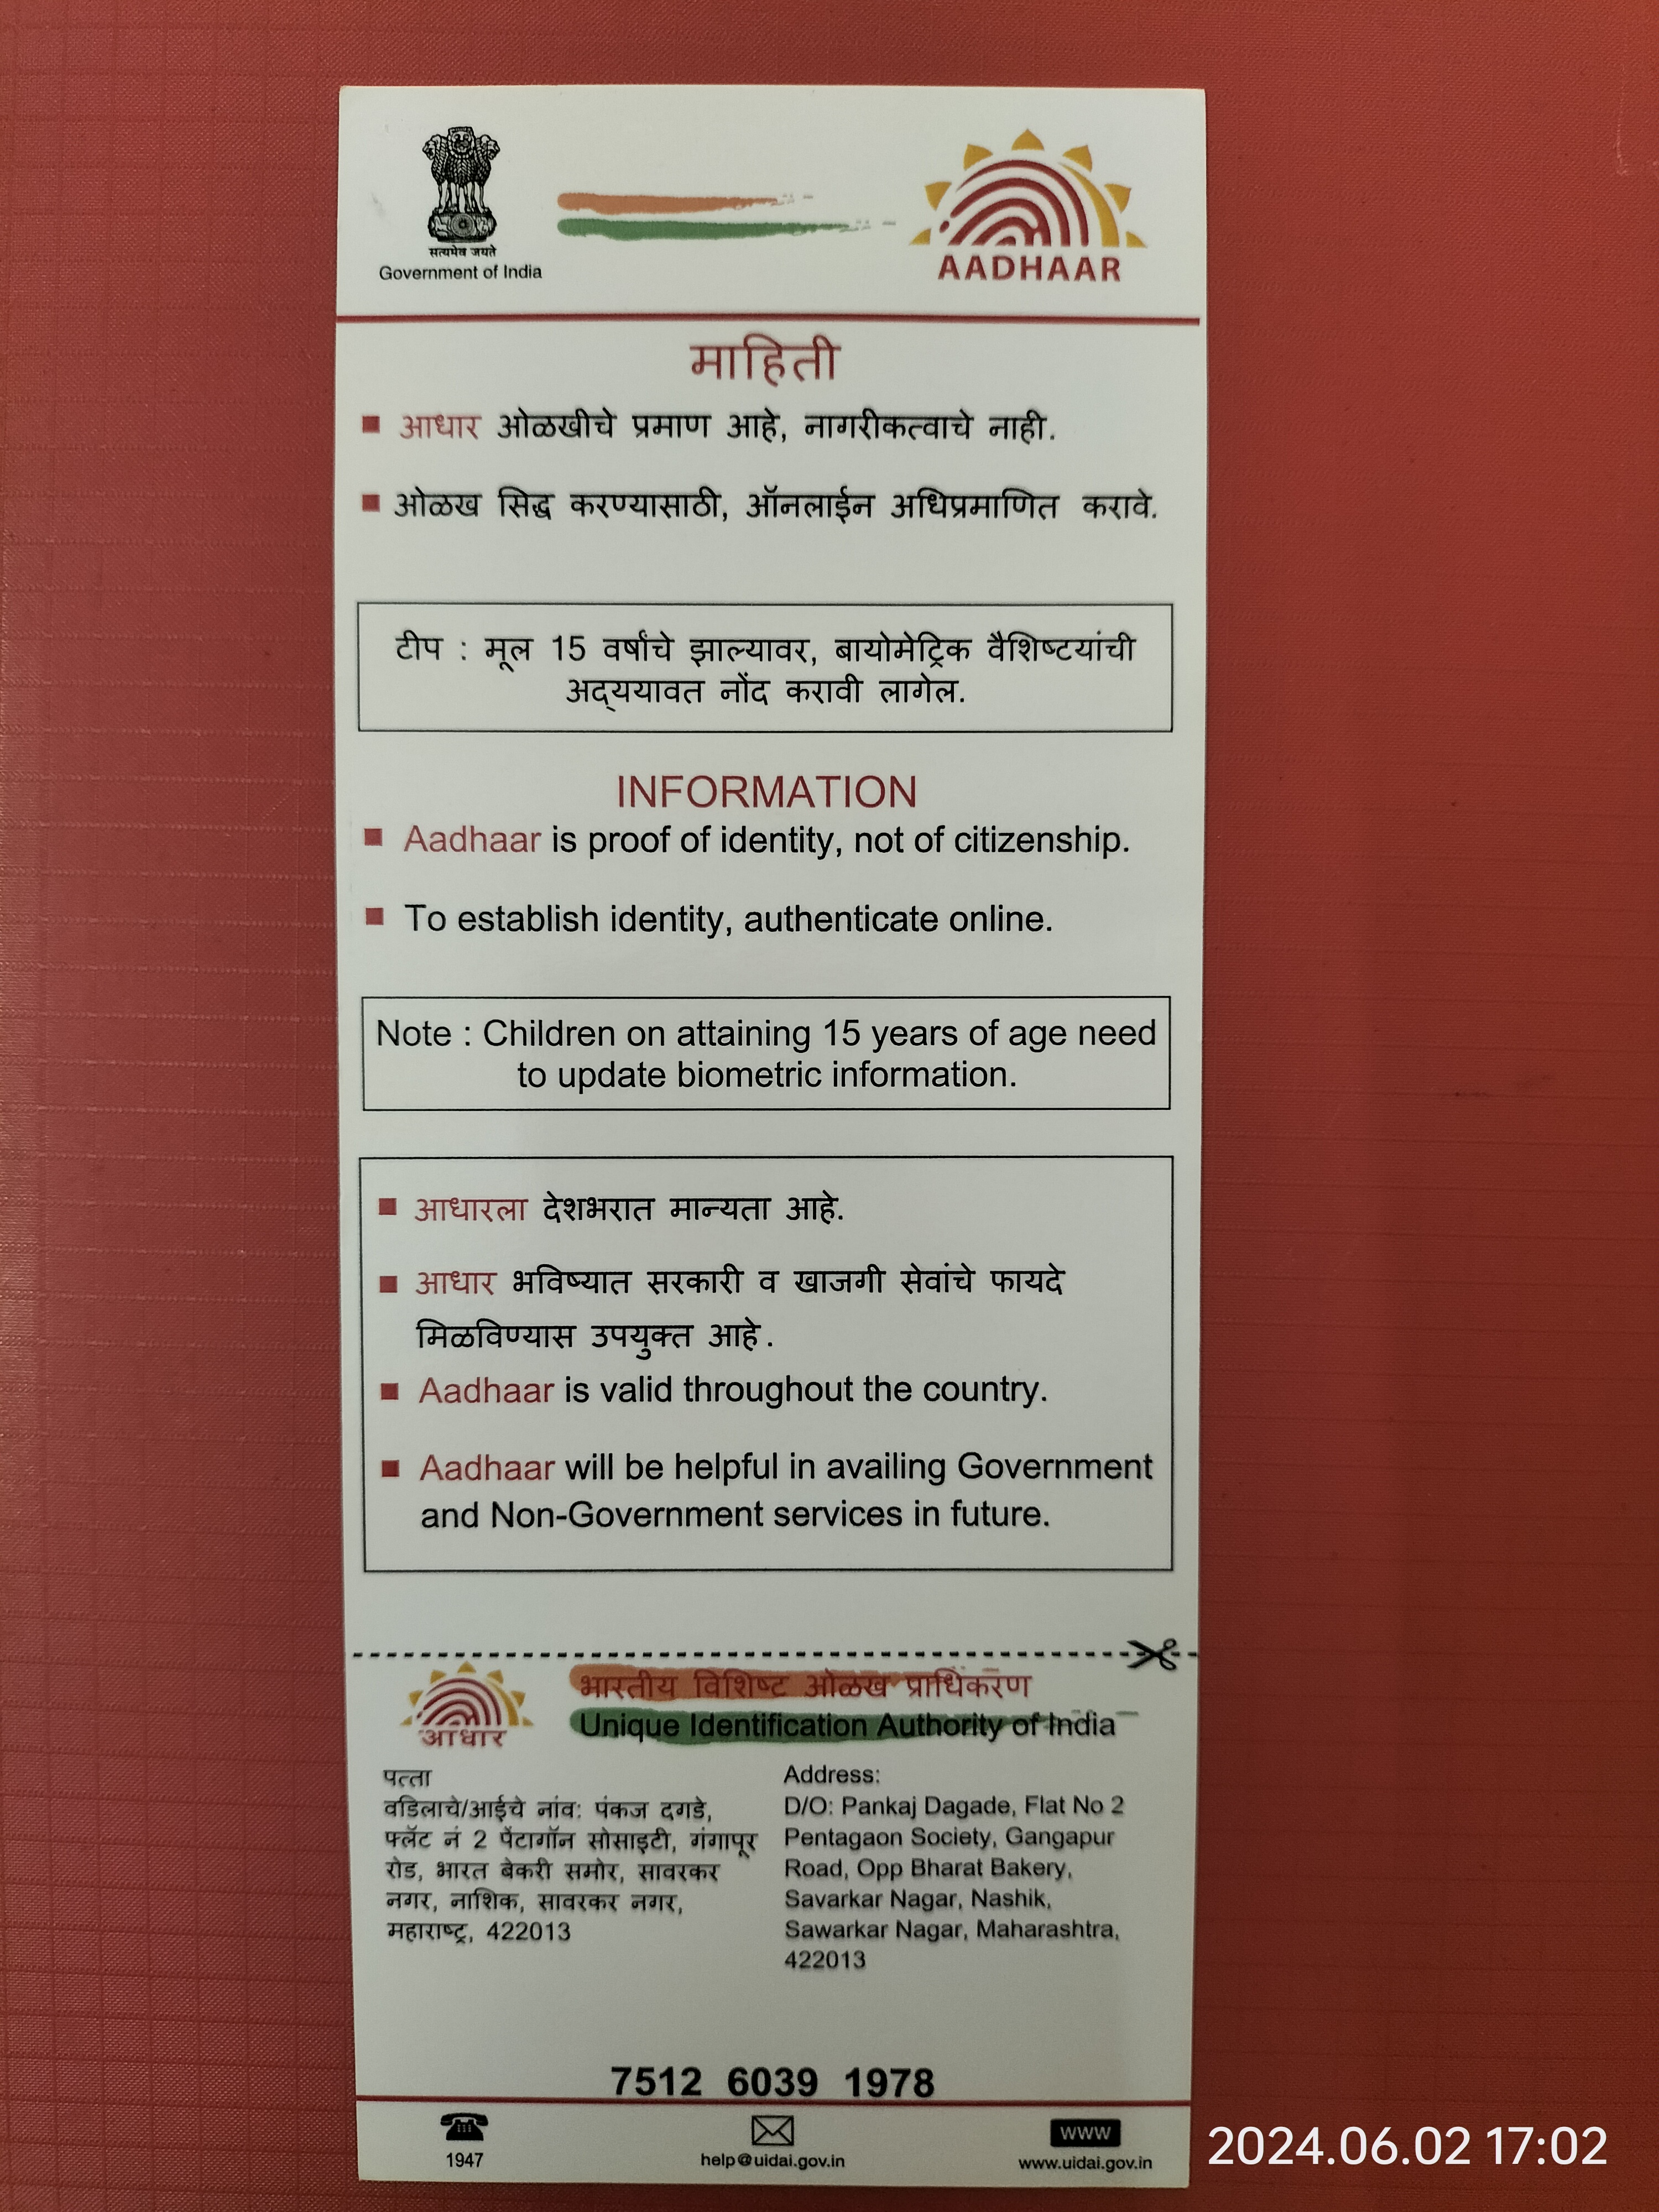 सत्यमेव जयते
Government of India
AADHAAR
माहिती
■ आधार ओळखीचे प्रमाण आहे, नागरीकत्वाचे नाही.
■ ओळख सिद्ध करण्यासाठी, ऑनलाईन अधिप्रमाणित करावे.
टीप : मूल 15 वर्षांचे झाल्यावर, बायोमेट्रिक वैशिष्टयांची
अद्ययावत नोंद करावी लागेल.
INFORMATION
■ Aadhaar is proof of identity, not of citizenship.
■ To establish identity, authenticate online.
Note : Children on attaining 15 years of age need
to update biometric information.
■ आधारला देशभरात मान्यता आहे.
■ आधार भविष्यात सरकारी व खाजगी सेवांचे फायदे
मिळविण्यास उपयुक्त आहे.
■ Aadhaar is valid throughout the country.
■ Aadhaar will be helpful in availing Government
and Non-Government services in future.
भारतीय विशिष्ट ओळख प्राधिकरण
Unique Identification Authority of India
आधार
पत्ता
वडिलाचे/आईचे नांव: पंकज दगडे,
फ्लॅट नं 2 पेंटागॉन सोसाइटी, गंगापूर
रोड, भारत बेकरी समोर, सावरकर
नगर, नाशिक, सावरकर नगर,
महाराष्ट्र, 422013
Address:
D/O: Pankaj Dagade, Flat No 2
Pentagaon Society, Gangapur
Road, Opp Bharat Bakery,
Savarkar Nagar, Nashik,
Sawarkar Nagar, Maharashtra,
422013
7512 6039 1978
1947
help@uidai.gov.in
www
www.uidai.gov.in
2024.06.02 17:02